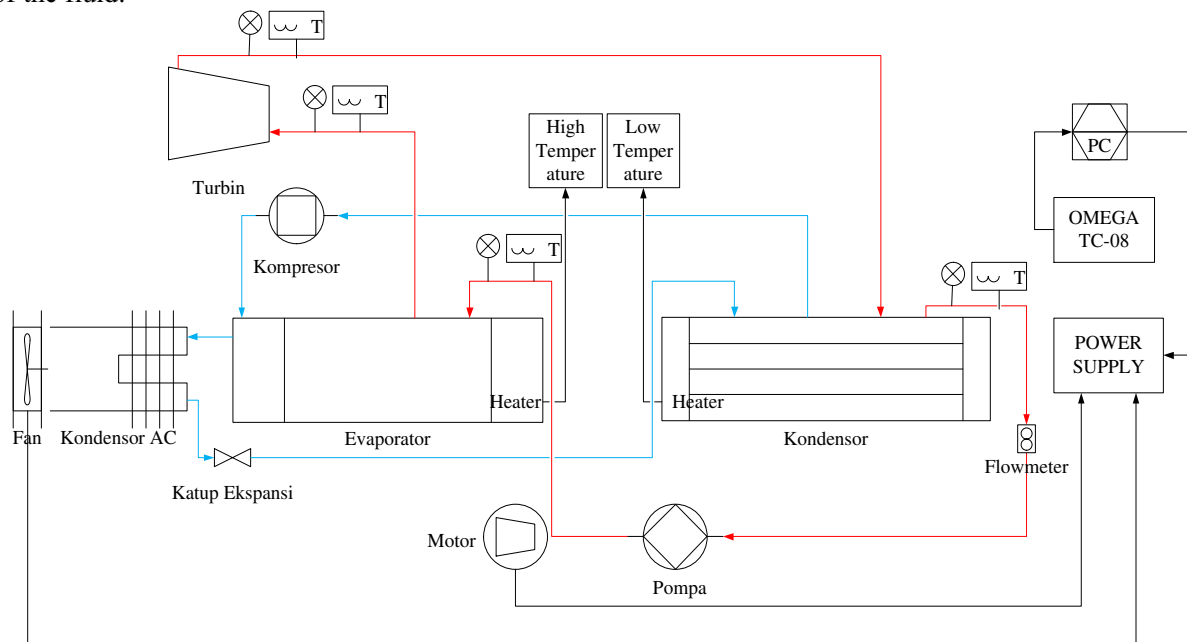 of the fluid.
T
T
High
Temper
ature
Low
Temper
ature
PC
Turbin
OMEGA
TC-08
Kompresor
T
T
POWER
SUPPLY
Heater
Heater
Fan
Kondensor AC
Evaporator
Kondensor
Flowmeter
Katup Ekspansi
Motor
Pompa